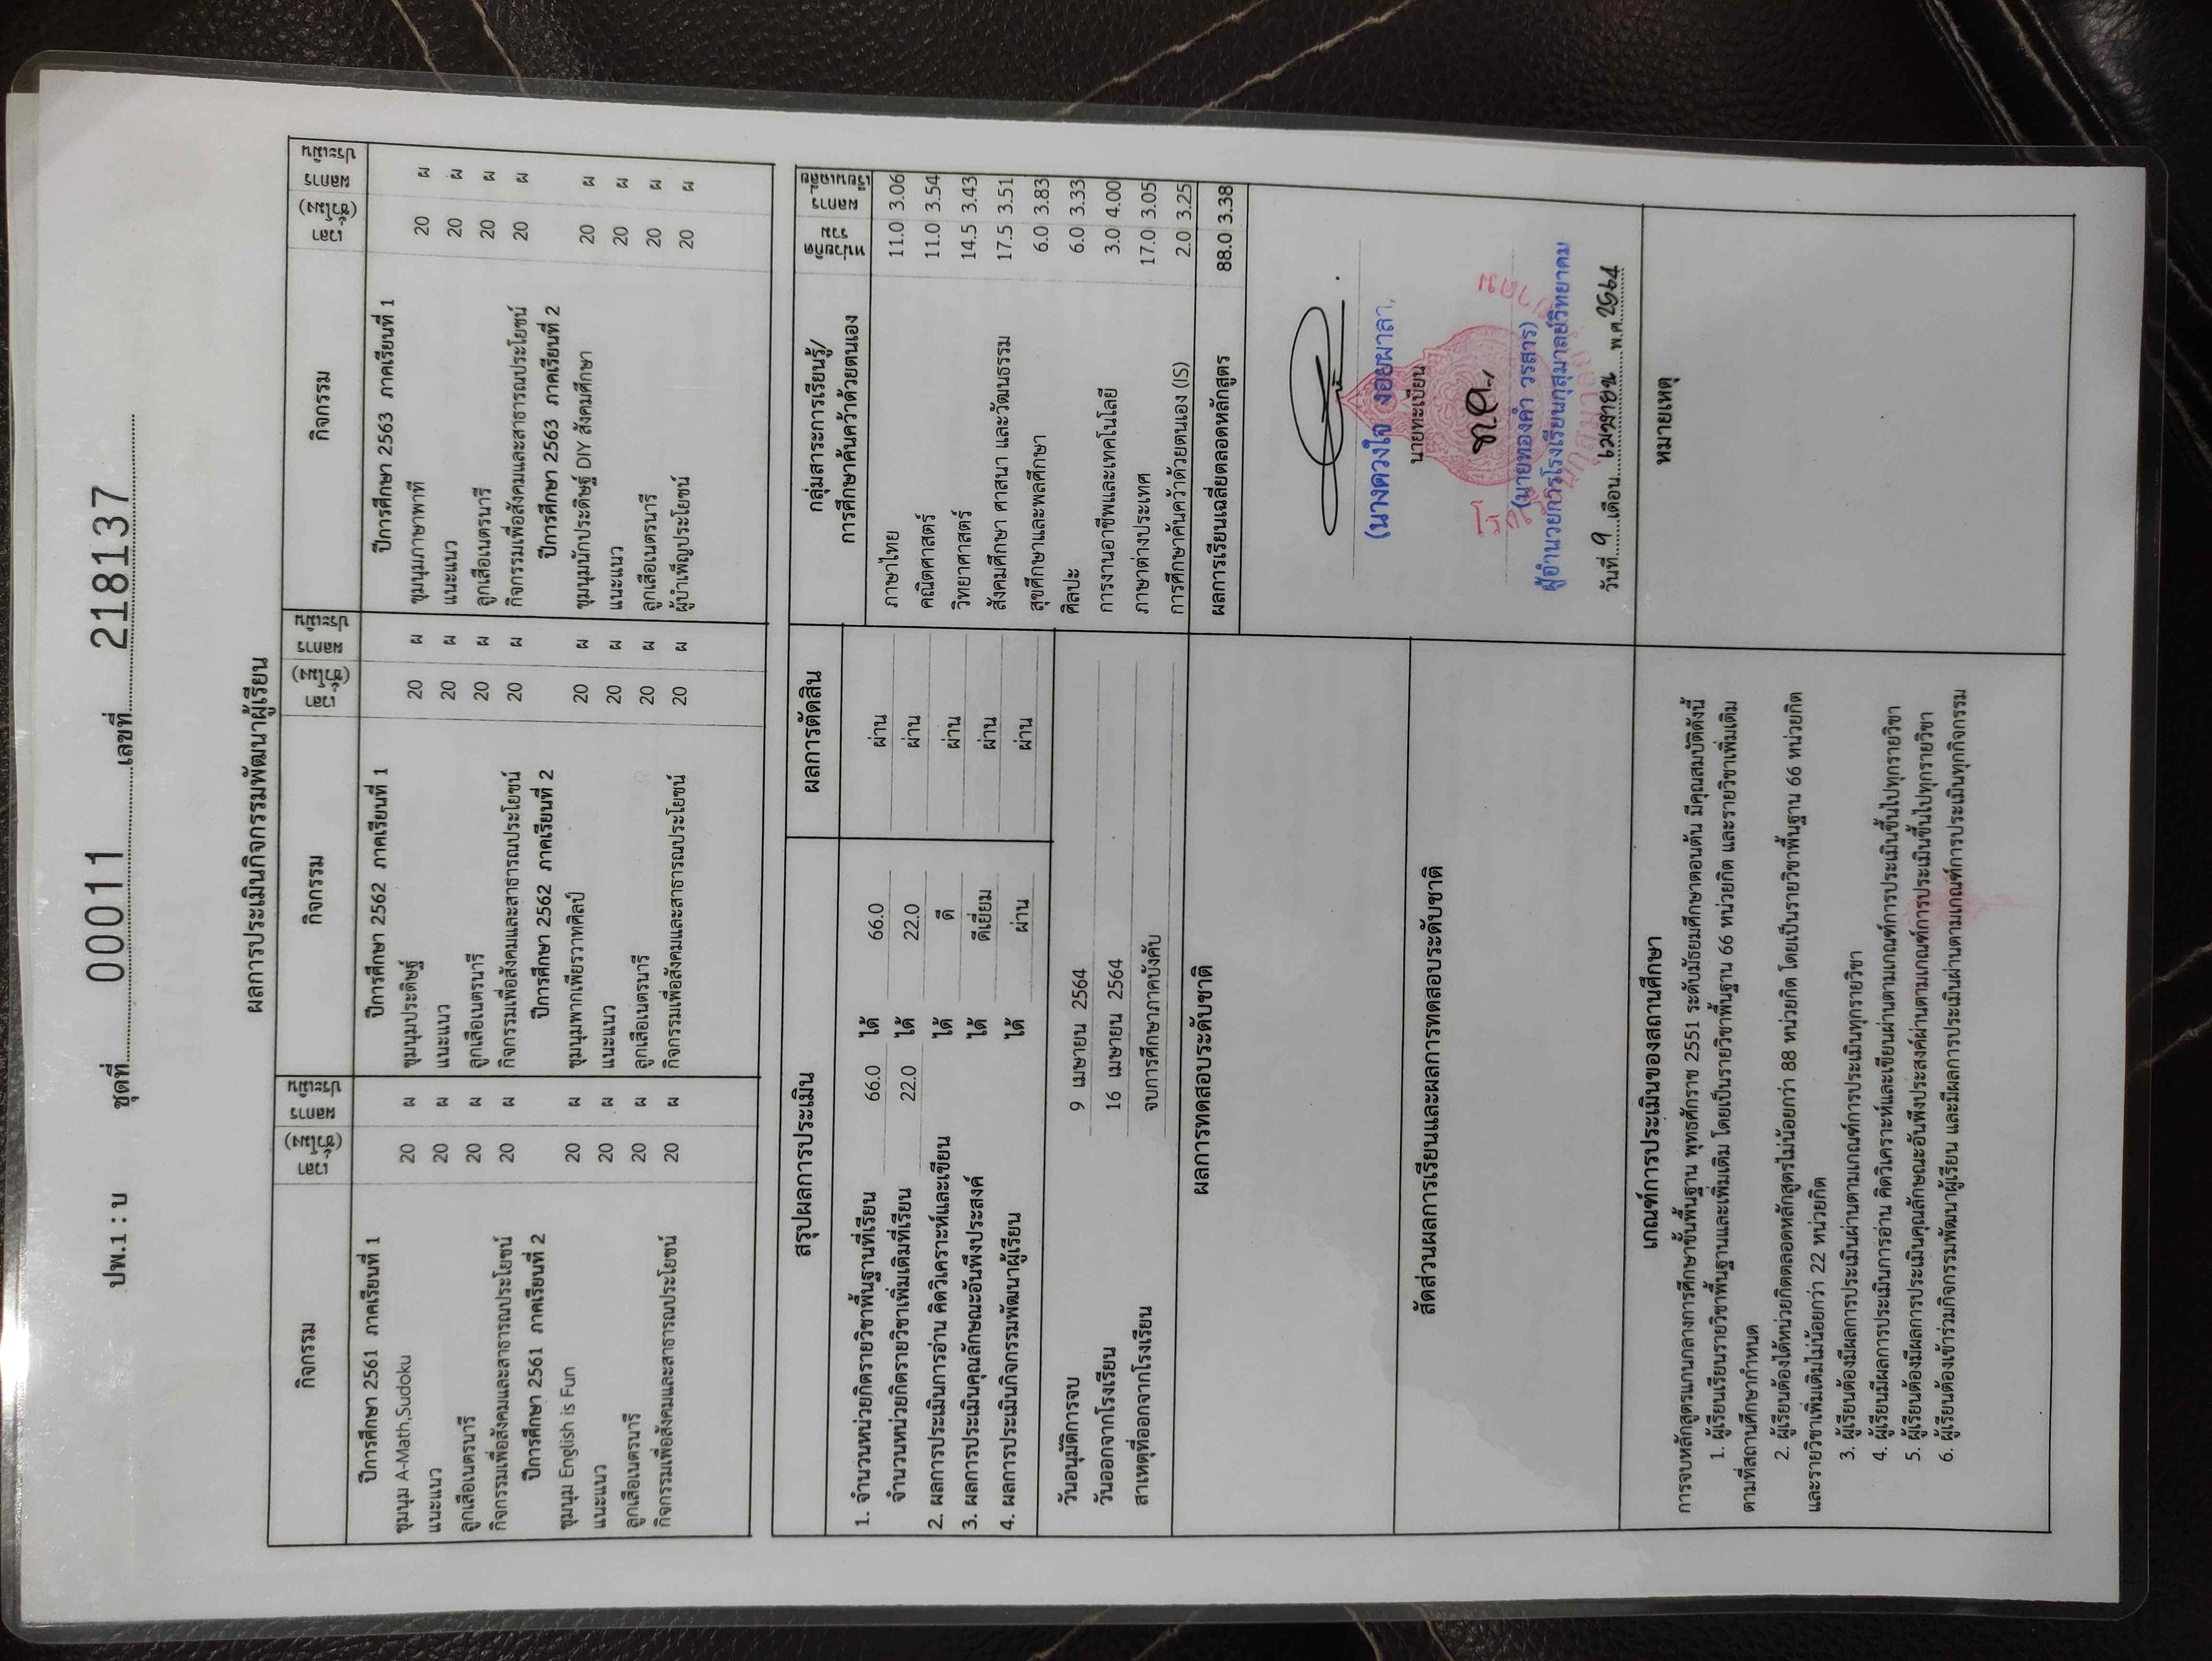 ปพ.1 : บ ชุดที่ 00011 เลขที่ 218137
ผลการประเมินกิจกรรมพัฒนาผู้เรียน
กิจกรรม เวลา (ชั่วโมง) ผลการประเมิน กิจกรรม เวลา (ชั่วโมง) ผลการประเมิน กิจกรรม เวลา (ชั่วโมง) ผลการประเมิน
ปีการศึกษา 2561 ภาคเรียนที่ 1 ปีการศึกษา 2562 ภาคเรียนที่ 1 ปีการศึกษา 2563 ภาคเรียนที่ 1
ชุมนุม A-Math,Sudoku 20 ผ ชุมนุมประดิษฐ์ 20 ผ ชุมนุมภาษาพาที 20 ผ
แนะแนว 20 ผ แนะแนว 20 ผ แนะแนว 20 ผ
ลูกเสือเนตรนารี 20 ผ ลูกเสือเนตรนารี 20 ผ ลูกเสือเนตรนารี 20 ผ
กิจกรรมเพื่อสังคมและสาธารณประโยชน์ 20 ผ กิจกรรมเพื่อสังคมและสาธารณประโยชน์ 20 ผ กิจกรรมเพื่อสังคมและสาธารณประโยชน์ 20 ผ
ปีการศึกษา 2561 ภาคเรียนที่ 2 ปีการศึกษา 2562 ภาคเรียนที่ 2 ปีการศึกษา 2563 ภาคเรียนที่ 2
ชุมนุม English is Fun 20 ผ ชุมนุมพากเพียรวาทศิลป์ 20 ผ ชุมนุมนักประดิษฐ์ DIY สังคมศึกษา 20 ผ
แนะแนว 20 ผ แนะแนว 20 ผ แนะแนว 20 ผ
ลูกเสือเนตรนารี 20 ผ ลูกเสือเนตรนารี 20 ผ ลูกเสือเนตรนารี 20 ผ
กิจกรรมเพื่อสังคมและสาธารณประโยชน์ 20 ผ กิจกรรมเพื่อสังคมและสาธารณประโยชน์ 20 ผ ผู้บำเพ็ญประโยชน์ 20 ผ
สรุปผลการประเมิน ผลการตัดสิน
1. จำนวนหน่วยกิตรายวิชาพื้นฐานที่เรียน 66.0 ได้ 66.0 ผ่าน
จำนวนหน่วยกิตรายวิชาเพิ่มเติมที่เรียน 22.0 ได้ 22.0 ผ่าน
2. ผลการประเมินการอ่าน คิดวิเคราะห์และเขียน ได้ ดี ผ่าน
3. ผลการประเมินคุณลักษณะอันพึงประสงค์ ได้ ดีเยี่ยม ผ่าน
4. ผลการประเมินกิจกรรมพัฒนาผู้เรียน ได้ ผ่าน ผ่าน
วันอนุมัติการจบ 9 เมษายน 2564
วันออกจากโรงเรียน 16 เมษายน 2564
สาเหตุที่ออกจากโรงเรียน จบการศึกษาภาคบังคับ
ผลการทดสอบระดับชาติ
สัดส่วนผลการเรียนและผลการทดสอบระดับชาติ
กลุ่มสาระการเรียนรู้/
การศึกษาค้นคว้าด้วยตนเอง หน่วยกิตรวม ผลการเรียนเฉลี่ย
ภาษาไทย 11.0 3.06
คณิตศาสตร์ 11.0 3.54
วิทยาศาสตร์ 14.5 3.43
สังคมศึกษา ศาสนา และวัฒนธรรม 17.5 3.51
สุขศึกษาและพลศึกษา 6.0 3.83
ศิลปะ 6.0 3.33
การงานอาชีพและเทคโนโลยี 3.0 4.00
ภาษาต่างประเทศ 17.0 3.05
การศึกษาค้นคว้าด้วยตนเอง (IS) 2.0 3.25
ผลการเรียนเฉลี่ยตลอดหลักสูตร 88.0 3.38
(นางดวงใจ งอยผาลา)
นายทะเบียน
(นายทองคำ วรสาร)
ผู้อำนวยการโรงเรียนกุสุมาลย์วิทยาคม
วันที่ 9 เดือน เมษายน พ.ศ. 2564
เกณฑ์การประเมินของสถานศึกษา
การจบหลักสูตรแกนกลางการศึกษาขั้นพื้นฐาน พุทธศักราช 2551 ระดับมัธยมศึกษาตอนต้น มีคุณสมบัติดังนี้
1. ผู้เรียนเรียนรายวิชาพื้นฐานและเพิ่มเติม โดยเป็นรายวิชาพื้นฐาน 66 หน่วยกิต และรายวิชาเพิ่มเติม
ตามที่สถานศึกษากำหนด
2. ผู้เรียนต้องได้หน่วยกิตตลอดหลักสูตรไม่น้อยกว่า 88 หน่วยกิต โดยเป็นรายวิชาพื้นฐาน 66 หน่วยกิต
และรายวิชาเพิ่มเติมไม่น้อยกว่า 22 หน่วยกิต
3. ผู้เรียนต้องมีผลการประเมินผ่านตามเกณฑ์การประเมินทุกรายวิชา
4. ผู้เรียนมีผลการประเมินการอ่าน คิดวิเคราะห์และเขียนผ่านตามเกณฑ์การประเมินขึ้นไปทุกรายวิชา
5. ผู้เรียนต้องมีผลการประเมินคุณลักษณะอันพึงประสงค์ผ่านตามเกณฑ์การประเมินขึ้นไปทุกรายวิชา
6. ผู้เรียนต้องเข้าร่วมกิจกรรมพัฒนาผู้เรียน และมีผลการประเมินผ่านตามเกณฑ์การประเมินทุกกิจกรรม
หมายเหตุ